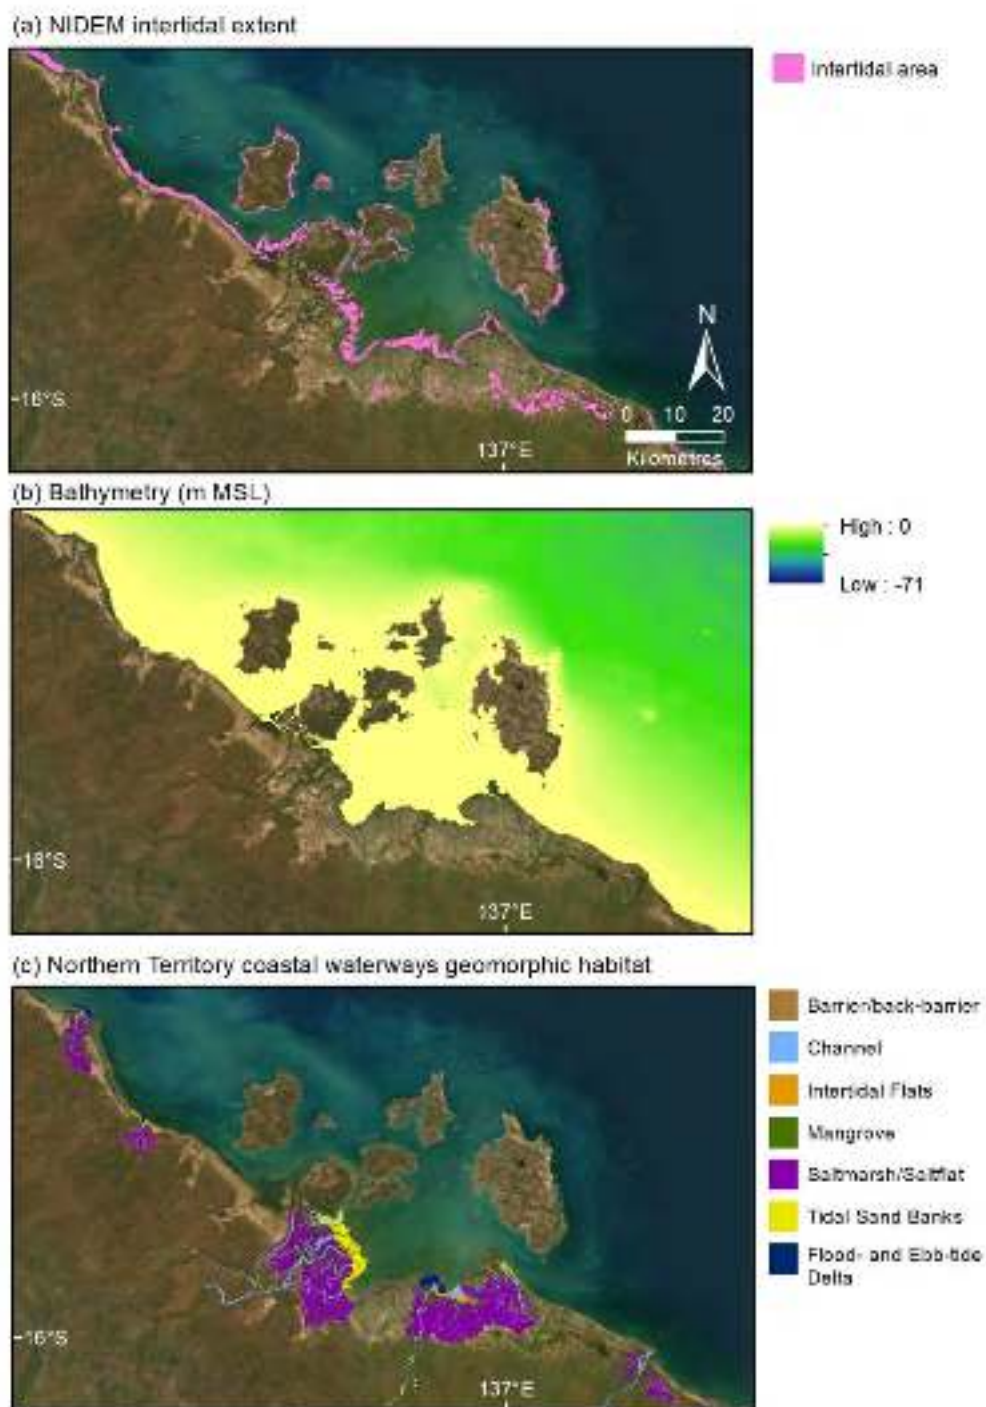 (a) NIDEM intertidal extent
Intertidal area
N
16°S
0 10 20
137°E
Kilometres
(b) Bathymetry (m MSL)
High : 0
Low : -71
16°S
137°E
(c) Northern Territory coastal waterways geomorphic habitat
Barrier/back-barrier
Channel
Intertidal Flats
Mangrove
Saltmarsh/Saltflat
Tidal Sand Banks
Flood- and Ebb-tide
Delta
16°S
137°E